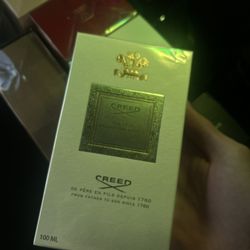 CREED
CREED
DE PÈRE EN FILS DEPUIS 1760
FROM FATHER TO SON SINCE 1760
100 ML